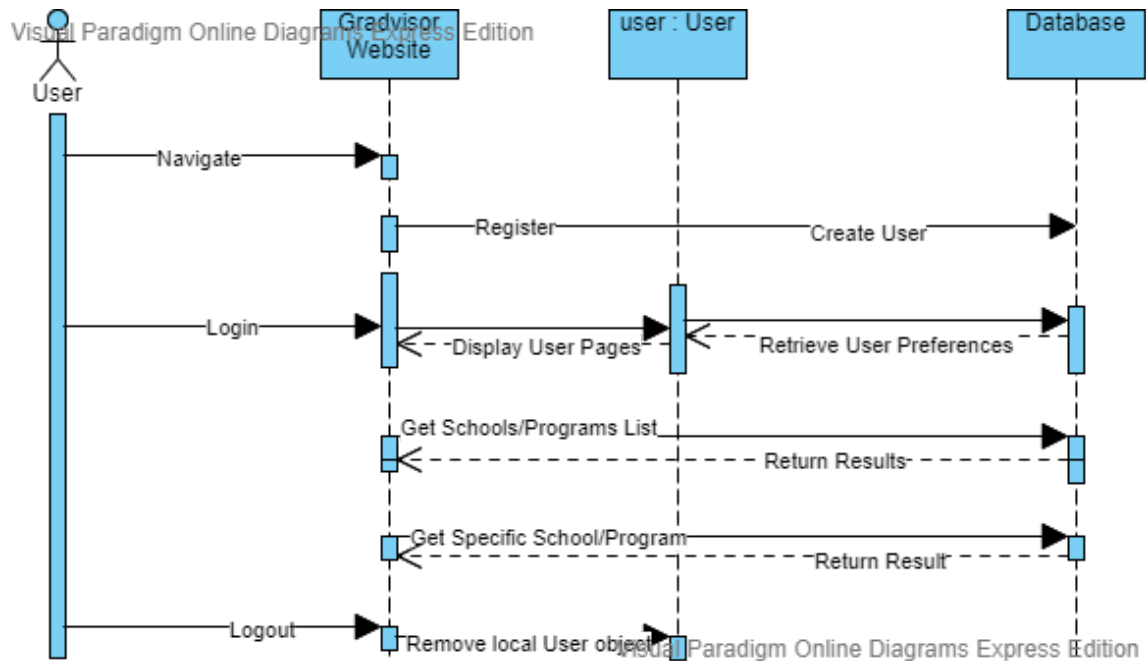 Visual Paradigm Online Diagrams Express Edition
Gradvisor
Website
user : User
Database
User
Navigate
Register
Create User
Login
Display User Pages
Retrieve User Preferences
Get Schools/Programs List
Return Results
Get Specific School/Program
Return Result
Logout
Remove local User object
Visual Paradigm Online Diagrams Express Edition